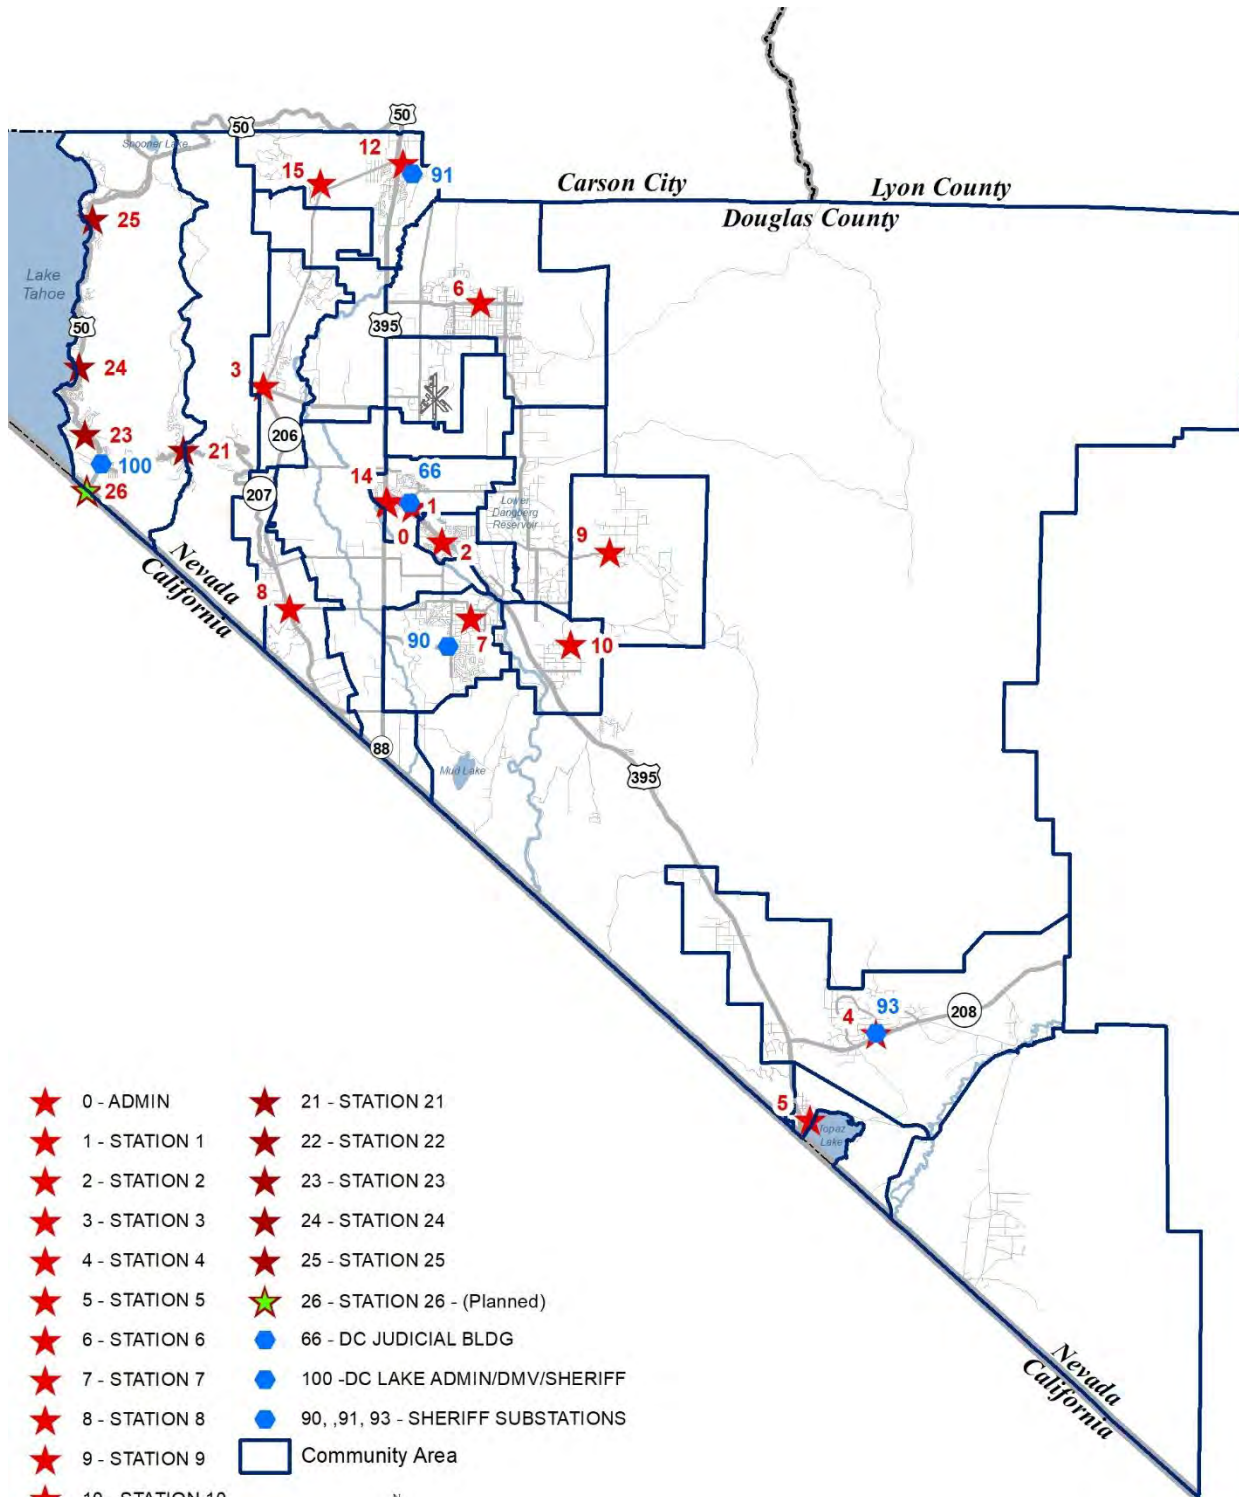 50
50
Spooner Lake
12
15
91
Carson City
Lyon County
Douglas County
25
Lake
Tahoe
6
50
395
24
3
23
206
100
21
66
14
26
207
1
Lower
Dangberg
Reservoir
0
2
9
Nevada
California
8
90
7
10
88
Mud Lake
395
4
93
208
5
Topaz
Lake
0 - ADMIN
1 - STATION 1
2 - STATION 2
3 - STATION 3
4 - STATION 4
5 - STATION 5
6 - STATION 6
7 - STATION 7
8 - STATION 8
9 - STATION 9
10 - STATION 10
21 - STATION 21
22 - STATION 22
23 - STATION 23
24 - STATION 24
25 - STATION 25
26 - STATION 26 - (Planned)
66 - DC JUDICIAL BLDG
100 -DC LAKE ADMIN/DMV/SHERIFF
90, ,91, 93 - SHERIFF SUBSTATIONS
Community Area
N
Nevada
California